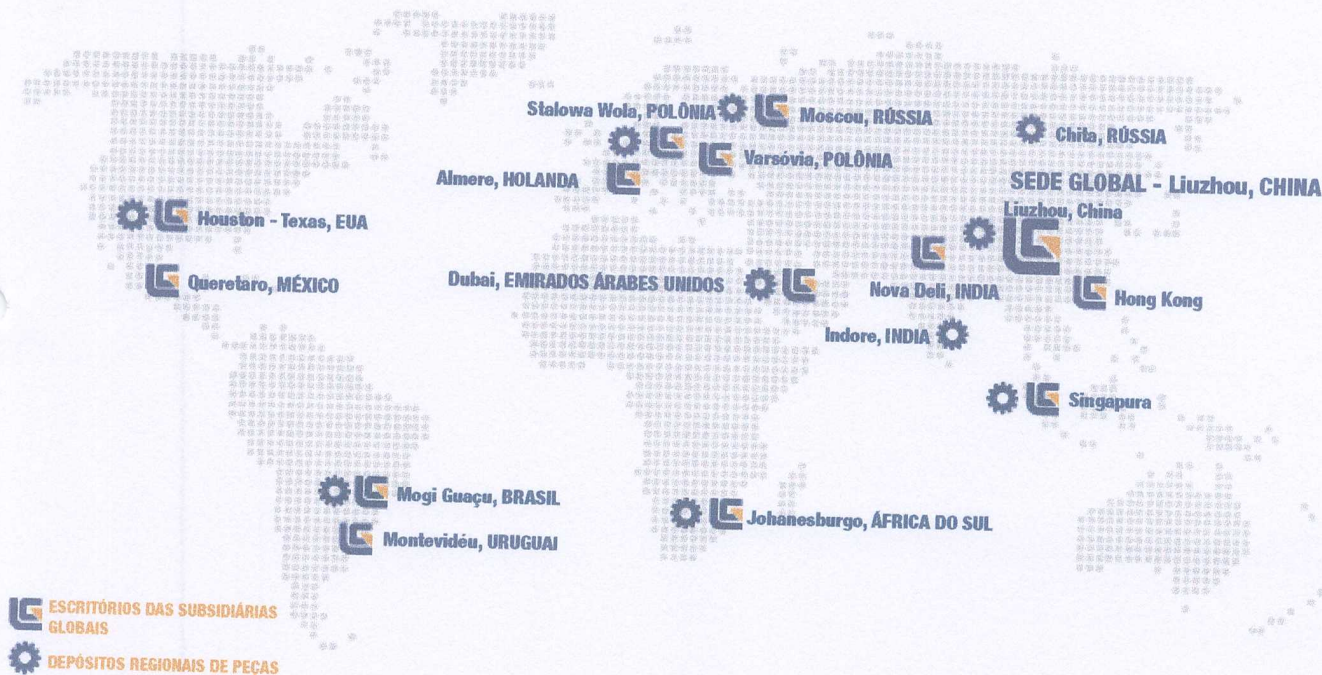 Stalowa Wola, POLÔNIA
Moscou, RÚSSIA
Chita, RÚSSIA
Varsóvia, POLÔNIA
Almere, HOLANDA
SEDE GLOBAL - Liuzhou, CHINA
Liuzhou, China
Houston - Texas, EUA
Queretaro, MÉXICO
Dubai, EMIRADOS ÁRABES UNIDOS
Nova Deli, INDIA
Hong Kong
Indore, INDIA
Singapura
Mogi Guaçu, BRASIL
Johanesburgo, ÁFRICA DO SUL
Montevidéu, URUGUAI
ESCRITÓRIOS DAS SUBSIDIÁRIAS
GLOBAIS
DEPÓSITOS REGIONAIS DE PEÇAS